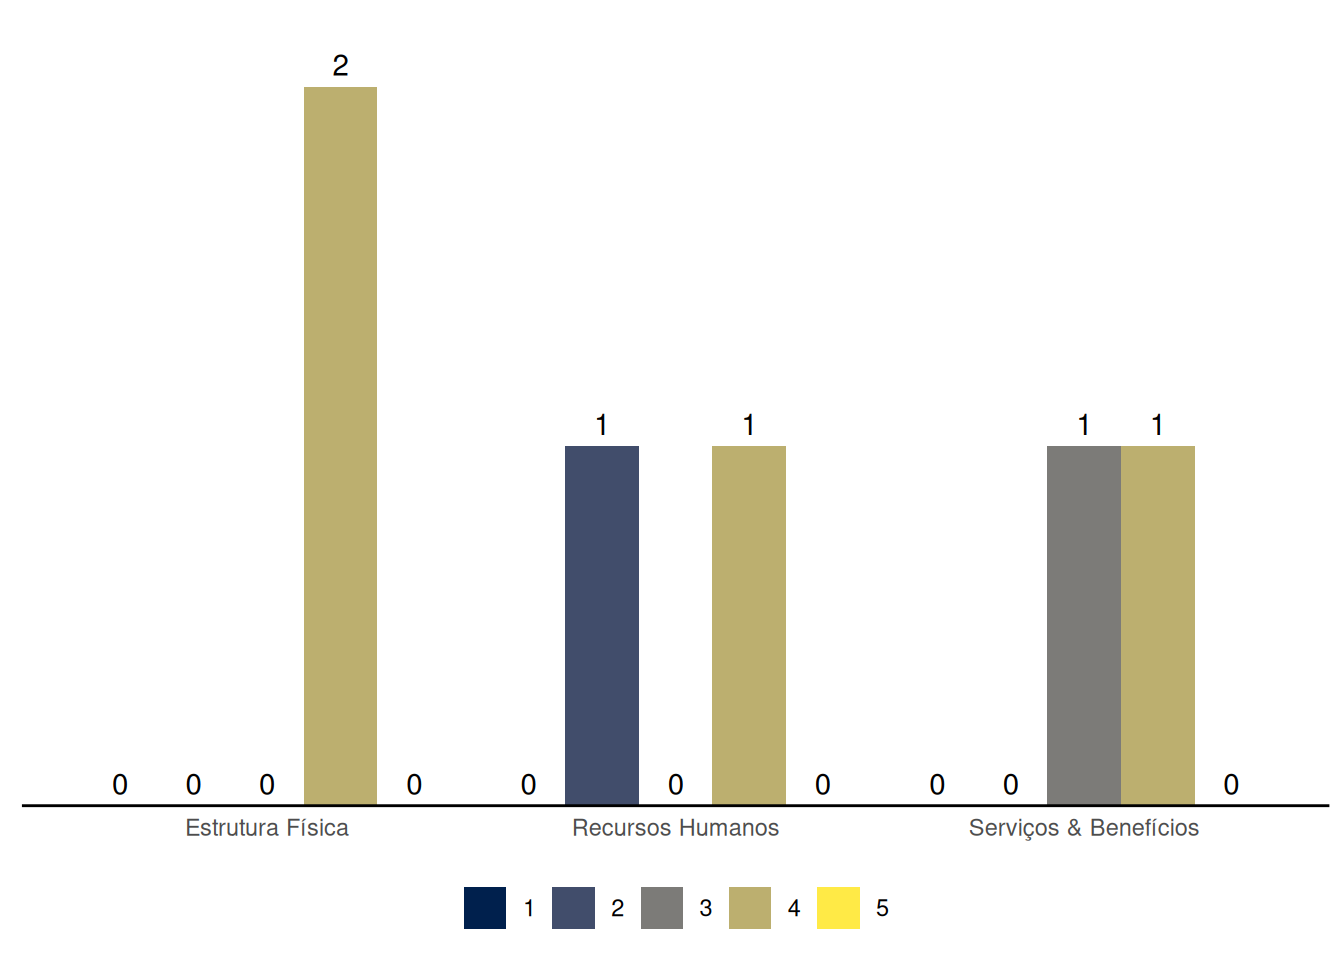 2
1 1 1 1
0 0 0 0 0 0 0 0 0 0
Estrutura Física Recursos Humanos Serviços & Benefícios
1 2 3 4 5